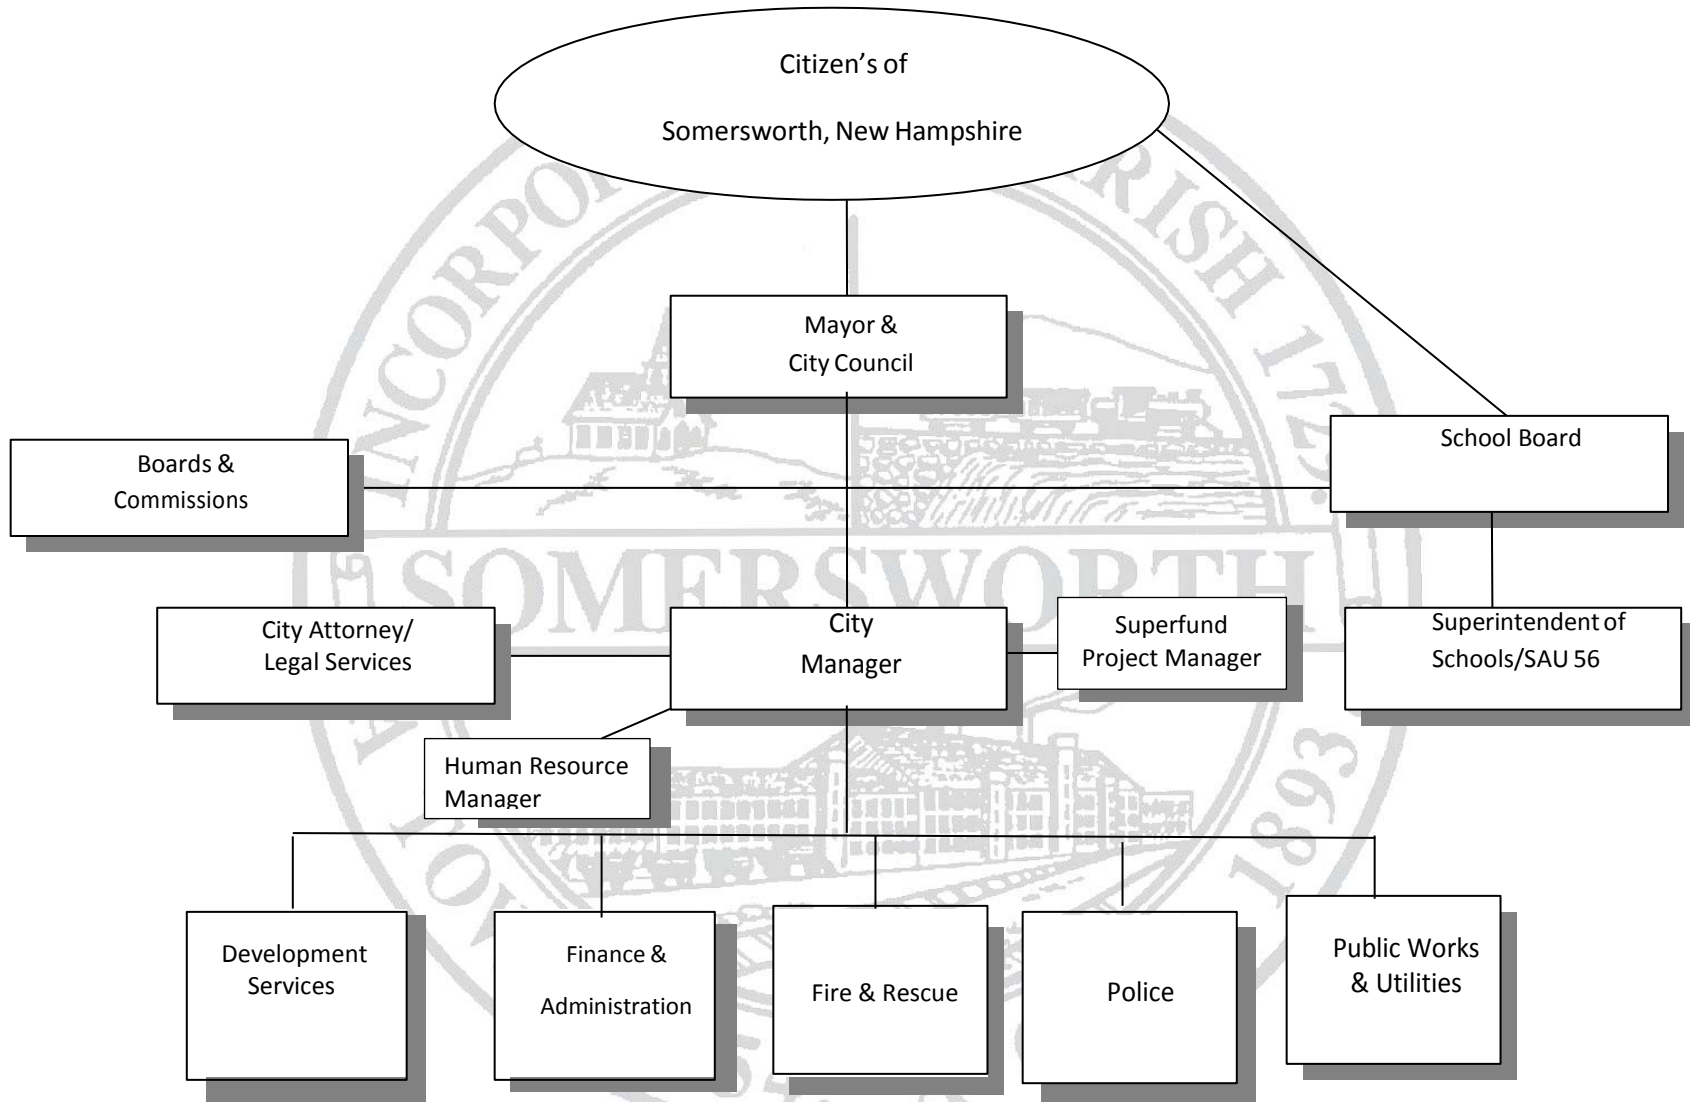 Citizen’s of
Somersworth, New Hampshire
Mayor &
City Council
School Board
Boards &
Commissions
City Attorney/
Legal Services
City
Manager
Superfund
Project Manager
Superintendent of
Schools/SAU 56
Human Resource
Manager
Development
Services
Finance &
Administration
Fire & Rescue
Police
Public Works
& Utilities
SOMERSWORTH
1893